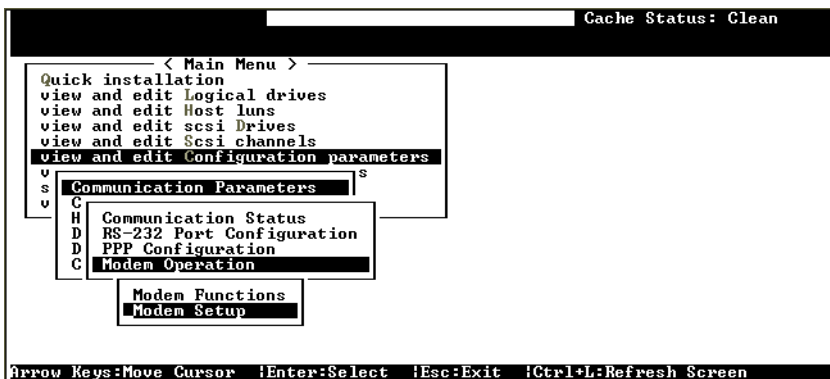 Cache Status: Clean
< Main Menu >
Quick installation
view and edit Logical drives
view and edit Host luns
view and edit scsi Drives
view and edit Scsi channels
view and edit Configuration parameters
v s
s Communication Parameters
v C
H Communication Status
D RS-232 Port Configuration
D PPP Configuration
C Modem Operation
Modem Functions
Modem Setup
Arrow Keys:Move Cursor |Enter:Select |Esc:Exit |Ctrl+L:Refresh Screen